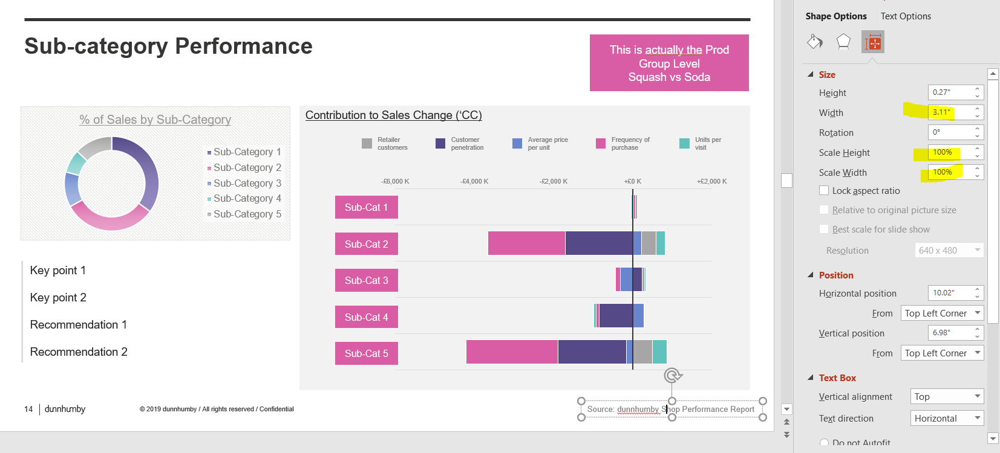 Sub-category Performance
This is actually the Prod
Group Level
Squash vs Soda
% of Sales by Sub-Category
Sub-Category 1
Sub-Category 2
Sub-Category 3
Sub-Category 4
Sub-Category 5
Key point 1
Key point 2
Recommendation 1
Recommendation 2
Contribution to Sales Change (‘CC)
Retailer customers
Customer penetration
Average price per unit
Frequency of purchase
Units per visit
-£6,000 K -£4,000 K -£2,000 K +£0 K +£2,000 K
Sub-Cat 1
Sub-Cat 2
Sub-Cat 3
Sub-Cat 4
Sub-Cat 5
14 dunnhumby © 2019 dunnhumby / All rights reserved / Confidential
Source: dunnhumby Shop Performance Report
Shape Options Text Options
Size
Height 0.27"
Width 3.11"
Rotation 0°
Scale Height 100%
Scale Width 100%
Lock aspect ratio
Relative to original picture size
Best scale for slide show
Resolution 640 x 480
Position
Horizontal position 10.02"
From Top Left Corner
Vertical position 6.98"
From Top Left Corner
Text Box
Vertical alignment Top
Text direction Horizontal
Do not Autofit